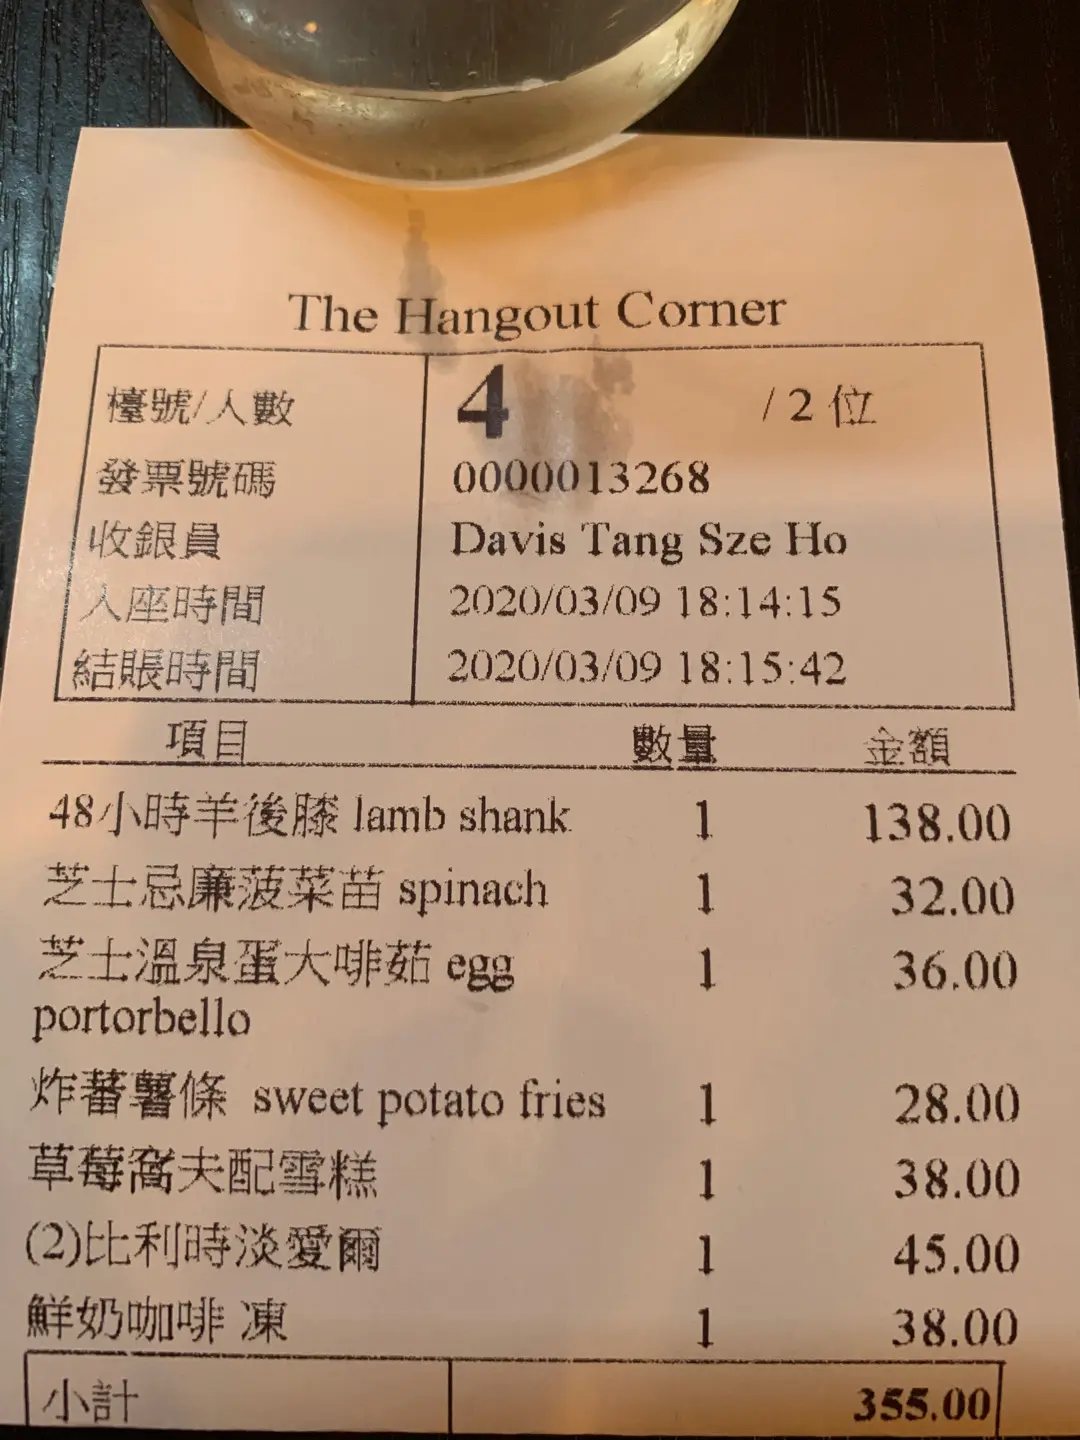 The Hangout Corner
檯號/人數 4 / 2 位
發票號碼 0000013268
收銀員 Davis Tang Sze Ho
入座時間 2020/03/09 18:14:15
結賬時間 2020/03/09 18:15:42
項目 數量 金額
48小時羊後膝 lamb shank 1 138.00
芝士忌廉菠菜苗 spinach 1 32.00
芝士溫泉蛋大啡菇 egg 1 36.00
portorbello
炸蕃薯條 sweet potato fries 1 28.00
草莓窩夫配雪糕 1 38.00
(2)比利時淡愛爾 1 45.00
鮮奶咖啡 凍 1 38.00
小計 355.00